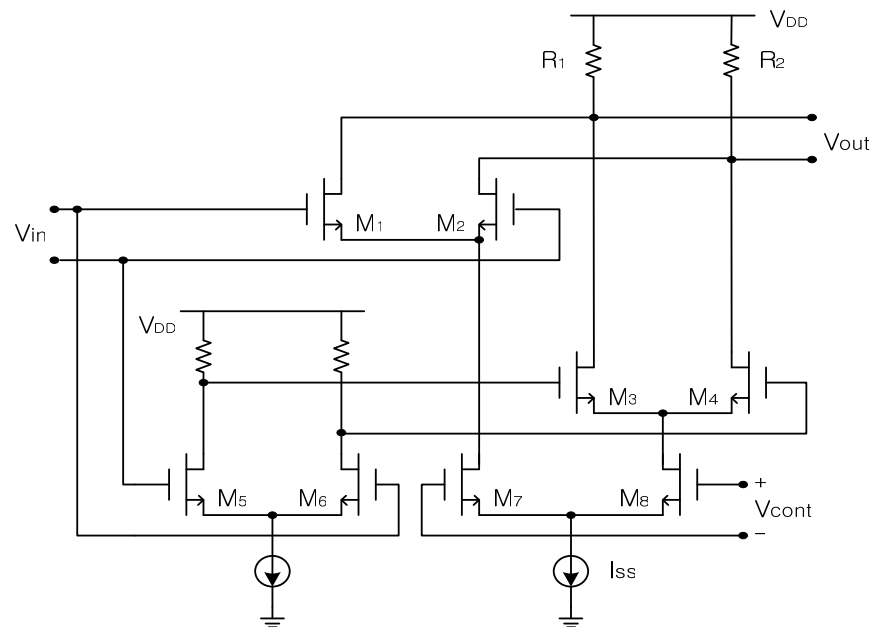 VDD
R1 R2
Vout
M1 M2
Vin
VDD
M3 M4
M5 M6 M7 M8
+
Vcont
−
Iss